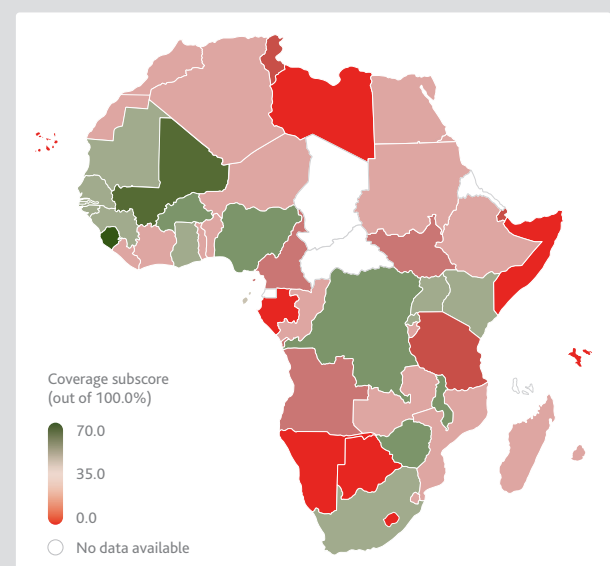 Coverage subscore
(out of 100.0%)
70.0
35.0
0.0
No data available